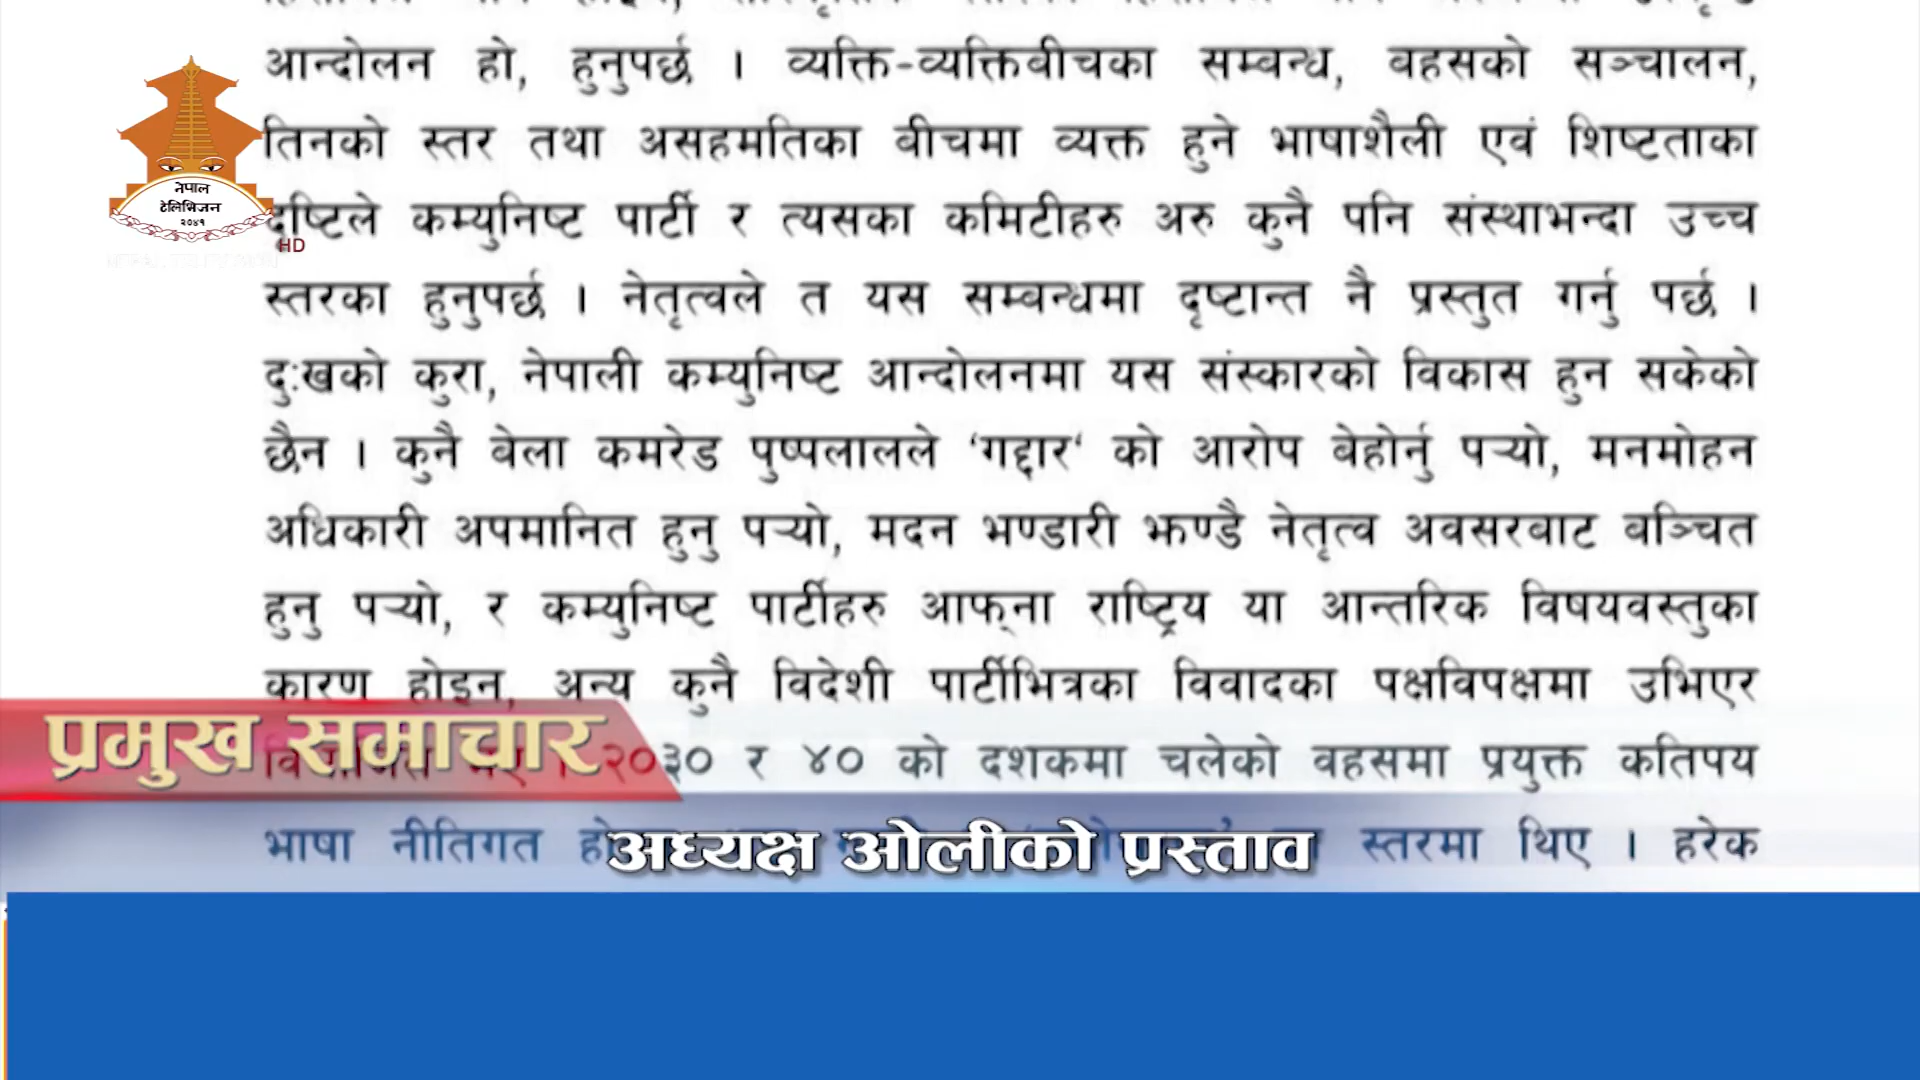 आन्दोलन हो, हुनुपर्छ । व्यक्ति-व्यक्तिबीचका सम्बन्ध, बहसको सञ्चालन,
तिनको स्तर तथा असहमतिका बीचमा व्यक्त हुने भाषाशैली एवं शिष्टताका
दृष्टिले कम्युनिष्ट पार्टी र त्यसका कमिटीहरु अरु कुनै पनि संस्थाभन्दा उच्च
स्तरका हुनुपर्छ । नेतृत्वले त यस सम्बन्धमा दृष्टान्त नै प्रस्तुत गर्नु पर्छ ।
दुःखको कुरा, नेपाली कम्युनिष्ट आन्दोलनमा यस संस्कारको विकास हुन सकेको
छैन । कुनै बेला कमरेड पुष्पलालले ‘गद्दार‘ को आरोप बेहोर्नु पऱ्यो, मनमोहन
अधिकारी अपमानित हुनु पऱ्यो, मदन भण्डारी झण्डै नेतृत्व अवसरबाट बञ्चित
हुनु पऱ्यो, र कम्युनिष्ट पार्टीहरु आफ्‌ना राष्ट्रिय या आन्तरिक विषयवस्तुका
कारण होइन, अन्य कुनै विदेशी पार्टीभित्रका विवादका पक्षविपक्षमा उभिएर
२०३० र ४० को दशकमा चलेको बहसमा प्रयुक्त कतिपय
भाषा नीतिगत स्तरमा थिए । हरेक
नेपाल
टेलिभिजन
२०४१
HD
प्रमुख समाचार
अध्यक्ष ओलीको प्रस्ताव